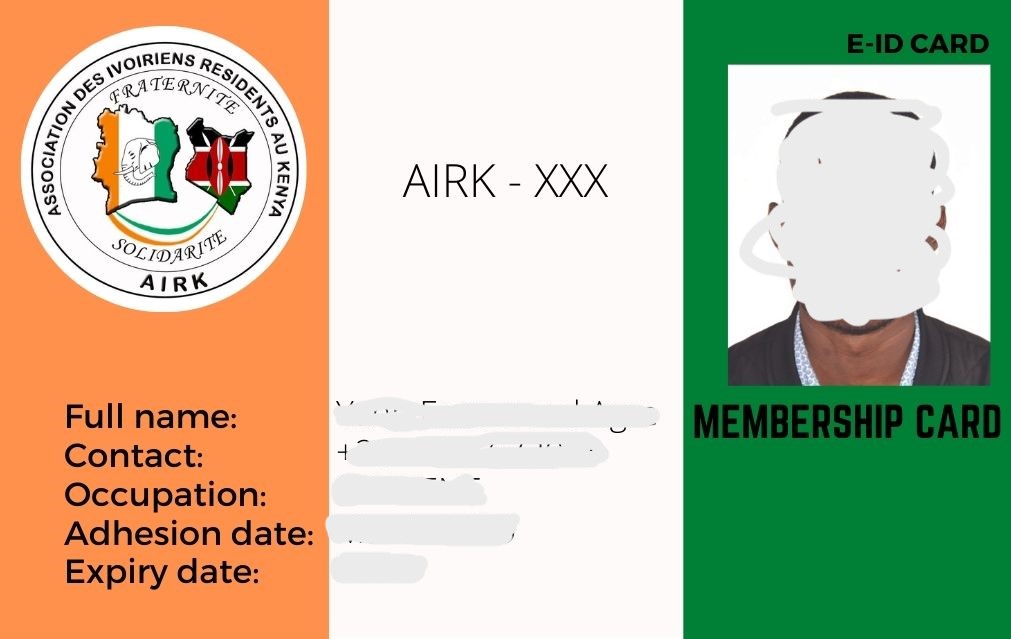 ASSOCIATION DES IVOIRIENS RESIDENTS AU KENYA
FRATERNITE
SOLIDARITE
AIRK
AIRK - XXX
E-ID CARD
MEMBERSHIP CARD
Full name:
Contact:
Occupation:
Adhesion date:
Expiry date: